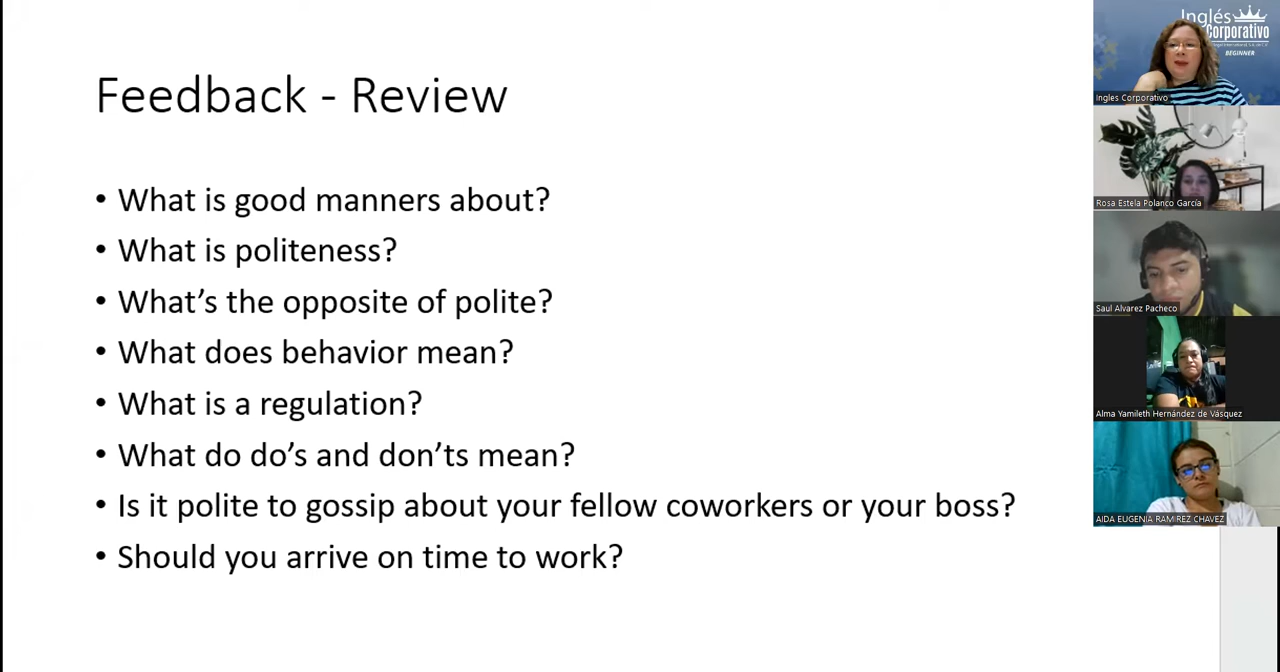 Feedback - Review
• What is good manners about?
• What is politeness?
• What's the opposite of polite?
• What does behavior mean?
• What is a regulation?
• What do do's and don'ts mean?
• Is it polite to gossip about your fellow coworkers or your boss?
• Should you arrive on time to work?
Inglés
Corporativo
BEGINNER
Ingles Corporativo
Rosa Estela Polanco García
Saul Alvarez Pacheco
Alma Yamileth Hernández de Vásquez
AIDA EUGENIA RAMIREZ CHAVEZ